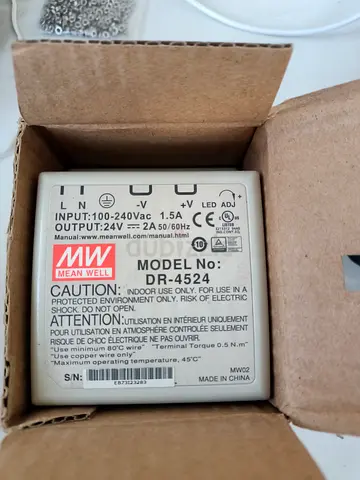 L N -V +V LED ADJ
INPUT:100-240Vac 1.5A
OUTPUT:24V 2A 50/60Hz
Manual:www.meanwell.com/manual.html
MW
MEAN WELL
10
MODEL No:
DR-4524
CAUTION: INDOOR USE ONLY. FOR USE IN A
PROTECTED ENVIRONMENT ONLY. RISK OF ELECTRIC
SHOCK. DO NOT OPEN.
ATTENTION: UTILISATION EN INTÉRIEUR UNIQUEMENT
POUR UTILISATION EN ATMOSPHÈRE CONTROLÉE SEULEMENT
RISQUE DE CHOC ÉLECTRIQUE NE PAS OUVRIR.
"Use minimum 80℃ wire" "Terminal Torque 0.5 N.m"
"Use copper wire only"
"Maximum operating temperature, 45℃"
S/N:
MW02
MADE IN CHINA